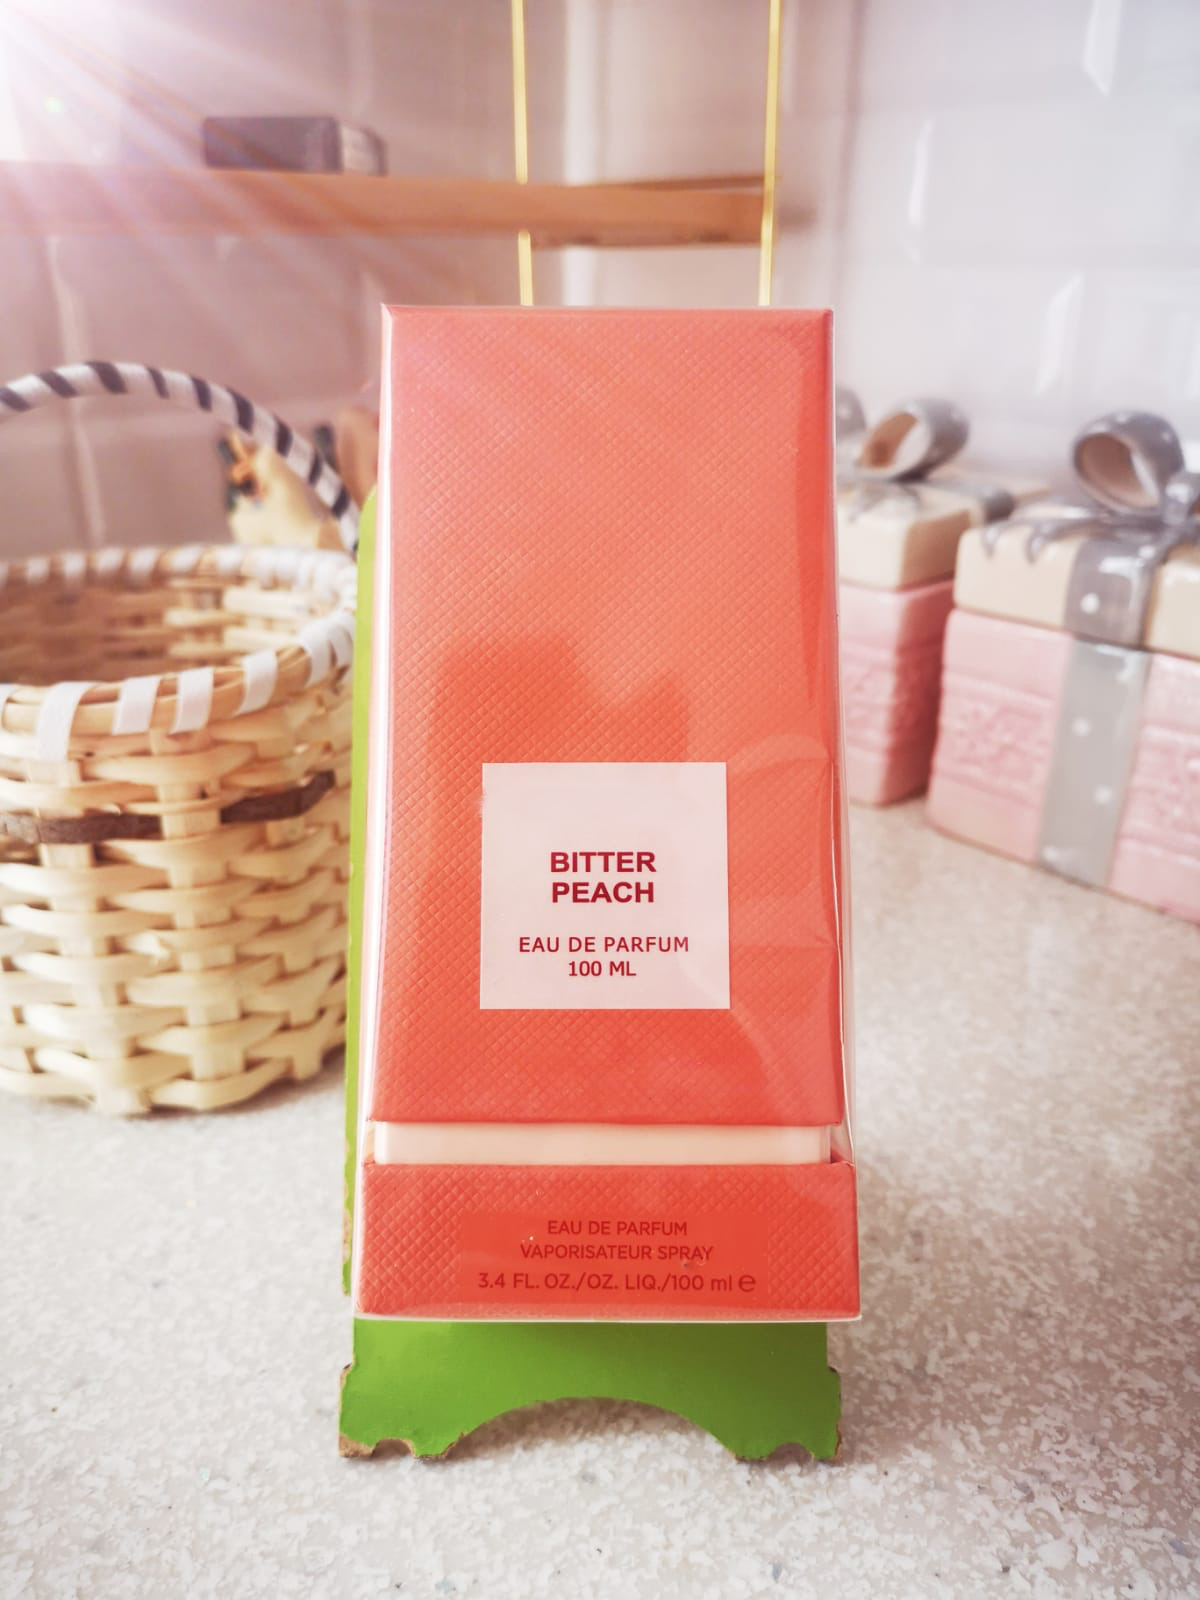 BITTER
PEACH
EAU DE PARFUM
100 ML
EAU DE PARFUM
VAPORISATEUR SPRAY
3.4 FL. OZ./OZ. LIQ./100 ml ℮